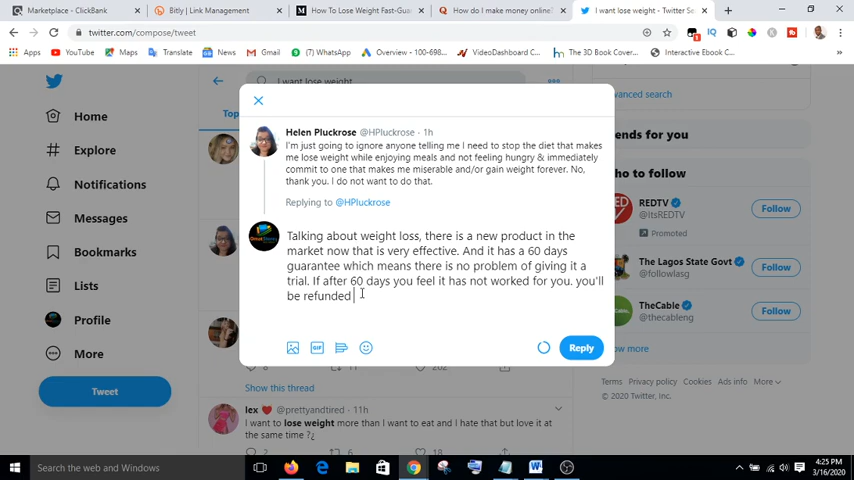 Marketplace - ClickBank
Bitly | Link Management
How To Lose Weight Fast-Gua
How do I make money online?
I want lose weight - Twitter Se
twitter.com/compose/tweet
Apps
YouTube
Maps
Translate
News
Gmail
(7) WhatsApp
Overview — 100-698...
VideoDashboard C...
The 3D Book Cover...
Interactive Ebook C...
I want lose weight
Top
Home
Explore
Notifications
Messages
Bookmarks
Lists
Profile
More
Tweet
Helen Pluckrose @HPluckrose · 1h
I'm just going to ignore anyone telling me I need to stop the diet that makes
me lose weight while enjoying meals and not feeling hungry & immediately
commit to one that makes me miserable and/or gain weight forever. No,
thank you. I do not want to do that.
Replying to @HPluckrose
Talking about weight loss, there is a new product in the
market now that is very effective. And it has a 60 days
guarantee which means there is no problem of giving it a
trial. If after 60 days you feel it has not worked for you. you'll
be refunded
GIF
Reply
8
11
202
Show this thread
lex @prettyandtired · 11h
I want to lose weight more than I want to eat and I hate that but love it at
the same time ?¿
2
6
18
anced search
ends for you
ho to follow
REDTV
@ItsREDTV
Promoted
Follow
The Lagos State Govt
@followlasg
Follow
TheCable
@thecableng
Follow
ow more
Terms Privacy policy Cookies Ads info More
© 2020 Twitter, Inc.
Search the web and Windows
4:25 PM
3/16/2020